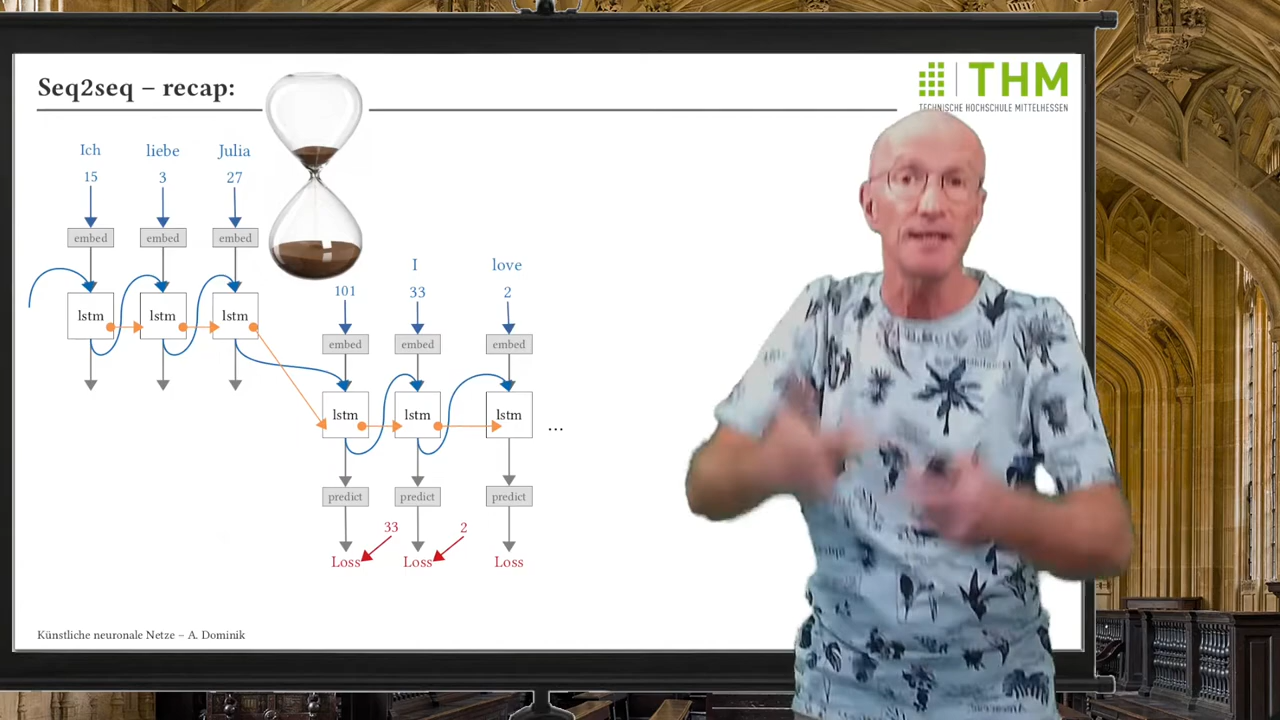 Seq2seq – recap:
THM
TECHNISCHE HOCHSCHULE MITTELHESSEN
Ich liebe Julia
15 3 27
embed embed embed
lstm lstm lstm
I love
101 33 2
embed embed embed
lstm lstm lstm ...
predict predict predict
33 2
Loss Loss Loss
Künstliche neuronale Netze – A. Dominik